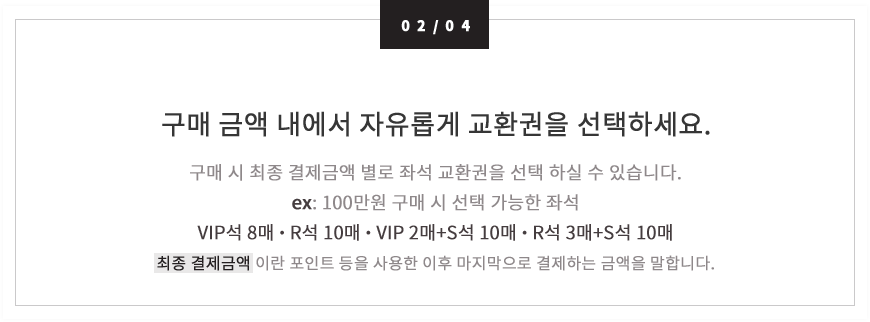 02/04
구매 금액 내에서 자유롭게 교환권을 선택하세요.
구매 시 최종 결제금액 별로 좌석 교환권을 선택 하실 수 있습니다.
ex: 100만원 구매 시 선택 가능한 좌석
VIP석 8매 • R석 10매 • VIP 2매+S석 10매 • R석 3매+S석 10매
최종 결제금액이란 포인트 등을 사용한 이후 마지막으로 결제하는 금액을 말합니다.